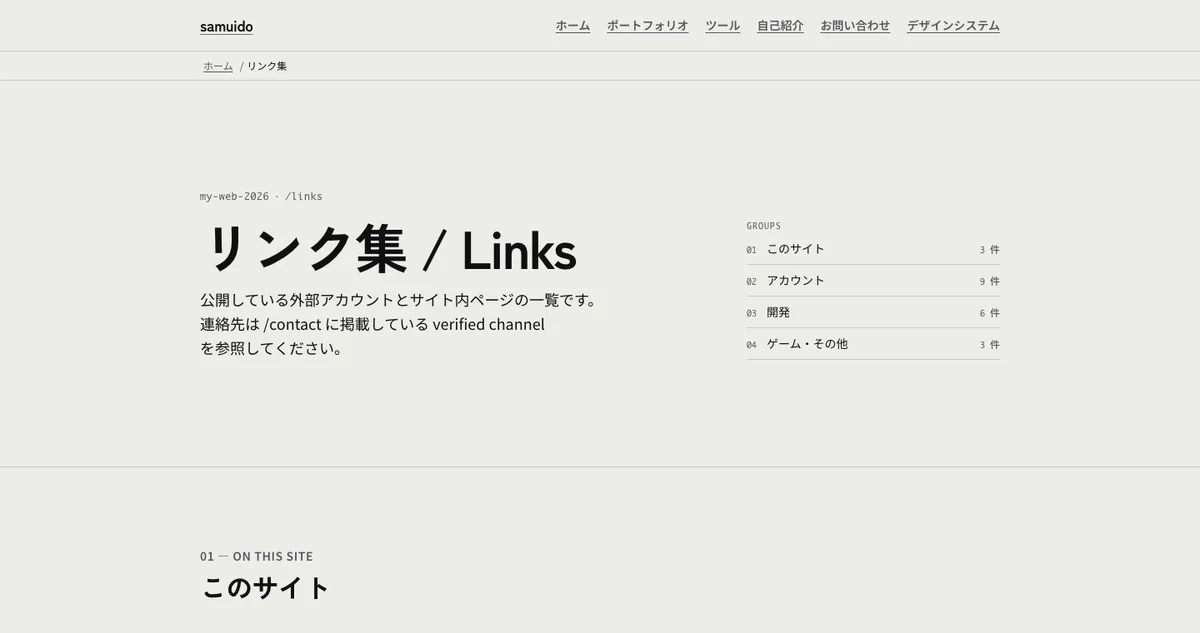 samuido
ホーム ポートフォリオ ツール 自己紹介 お問い合わせ デザインシステム
ホーム / リンク集
my-web-2026 · /links
リンク集 / Links
公開している外部アカウントとサイト内ページの一覧です。
連絡先は /contact に掲載している verified channel
を参照してください。
GROUPS
01 このサイト 3 件
02 アカウント 9 件
03 開発 6 件
04 ゲーム・その他 3 件
01 — ON THIS SITE
このサイト